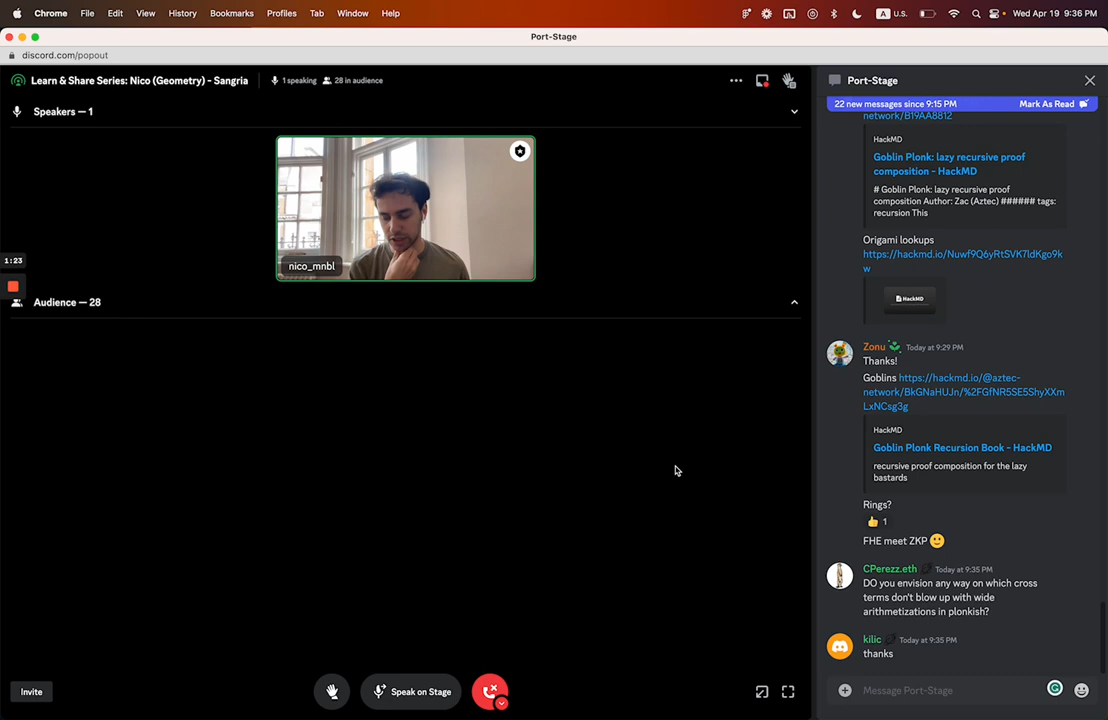 Chrome File Edit View History Bookmarks Profiles Tab Window Help A U.S. Wed Apr 19 9:36 PM
Port-Stage
discord.com/popout
Learn & Share Series: Nico (Geometry) - Sangria 1 speaking 28 in audience
Speakers — 1
nico_mnbl
1:23
Audience — 28
Invite
Speak on Stage
Port-Stage
22 new messages since 9:15 PM Mark As Read
network/B19AA8812
HackMD
Goblin Plonk: lazy recursive proof
composition - HackMD
# Goblin Plonk: lazy recursive proof
composition Author: Zac (Aztec) ###### tags:
recursion This
Origami lookups
https://hackmd.io/Nuwf9Q6yRtSVK7ldKgo9k
w
HackMD
Zonu Today at 9:29 PM
Thanks!
Goblins https://hackmd.io/@aztec-
network/BkGNaHUJn/%2FGfNR5SE5ShyXXm
LxNCsg3g
HackMD
Goblin Plonk Recursion Book - HackMD
recursive proof composition for the lazy
bastards
Rings?
👍 1
FHE meet ZKP 🙂
CPerezz.eth Today at 9:35 PM
DO you envision any way on which cross
terms don't blow up with wide
arithmetizations in plonkish?
kilic Today at 9:35 PM
thanks
Message Port-Stage